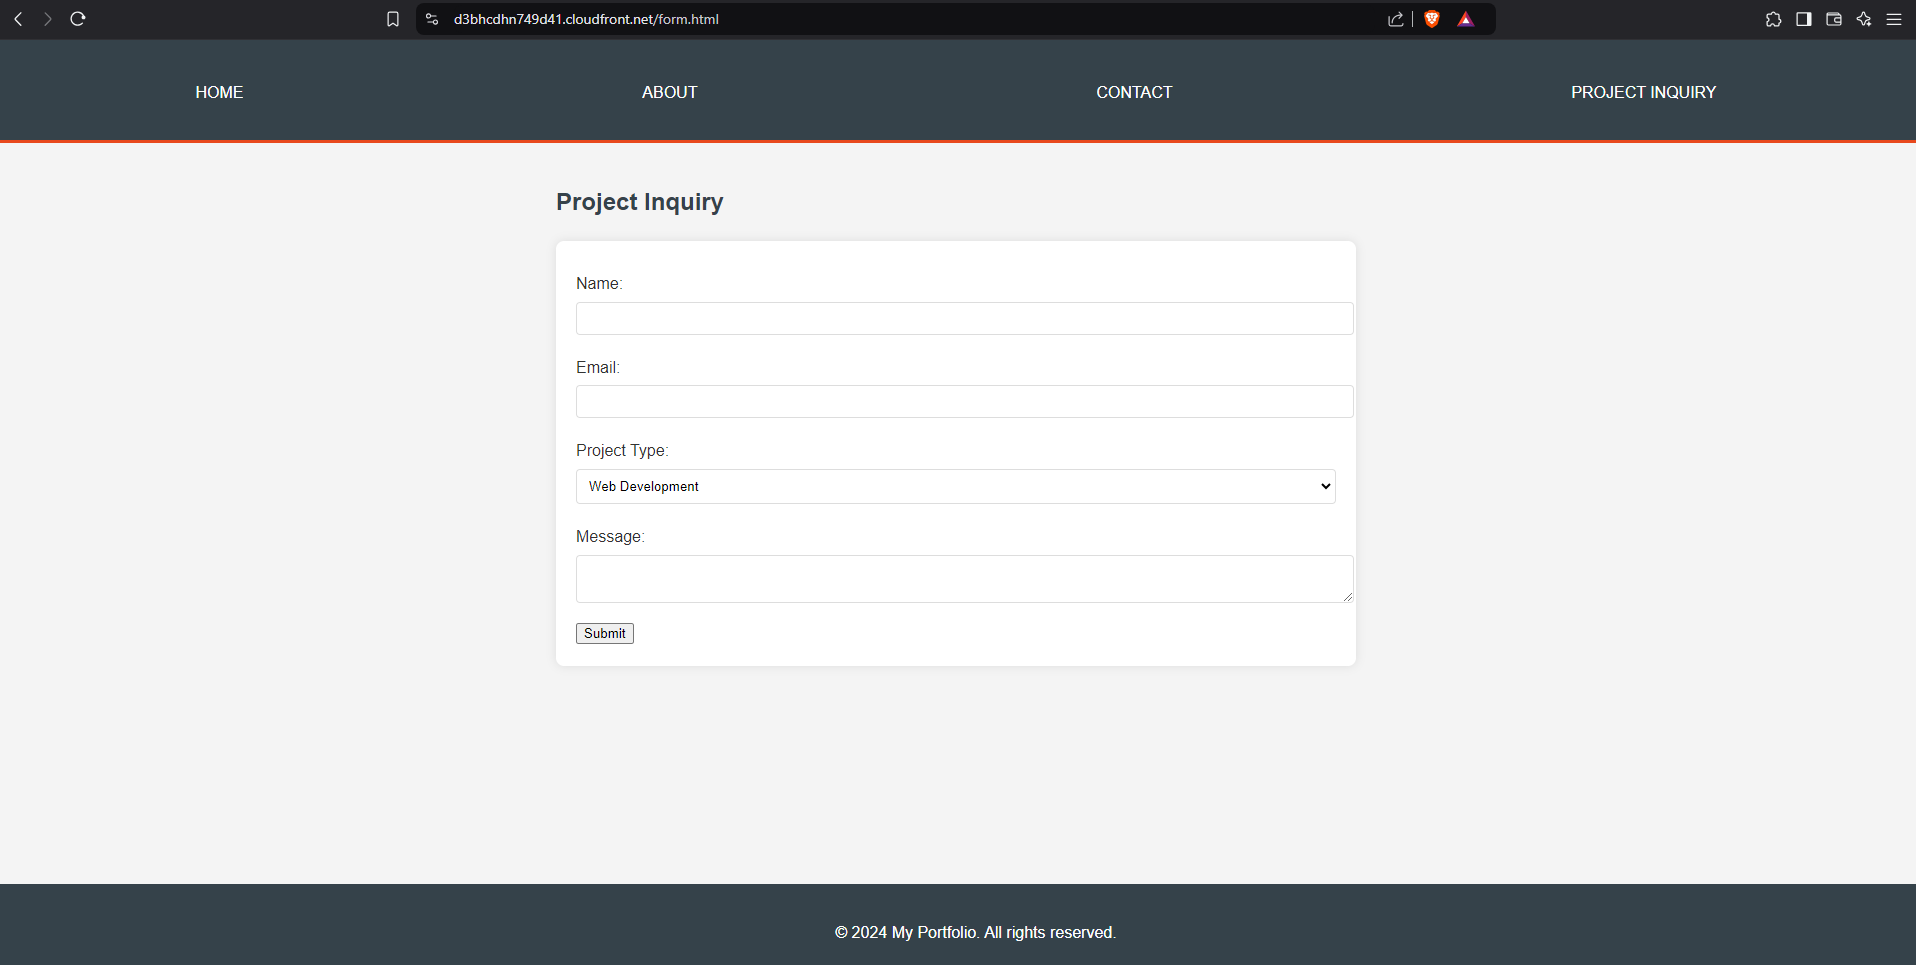 d3bhcdhn749d41.cloudfront.net/form.html
HOME ABOUT CONTACT PROJECT INQUIRY
Project Inquiry
Name:
Email:
Project Type:
Web Development
Message:
Submit
© 2024 My Portfolio. All rights reserved.